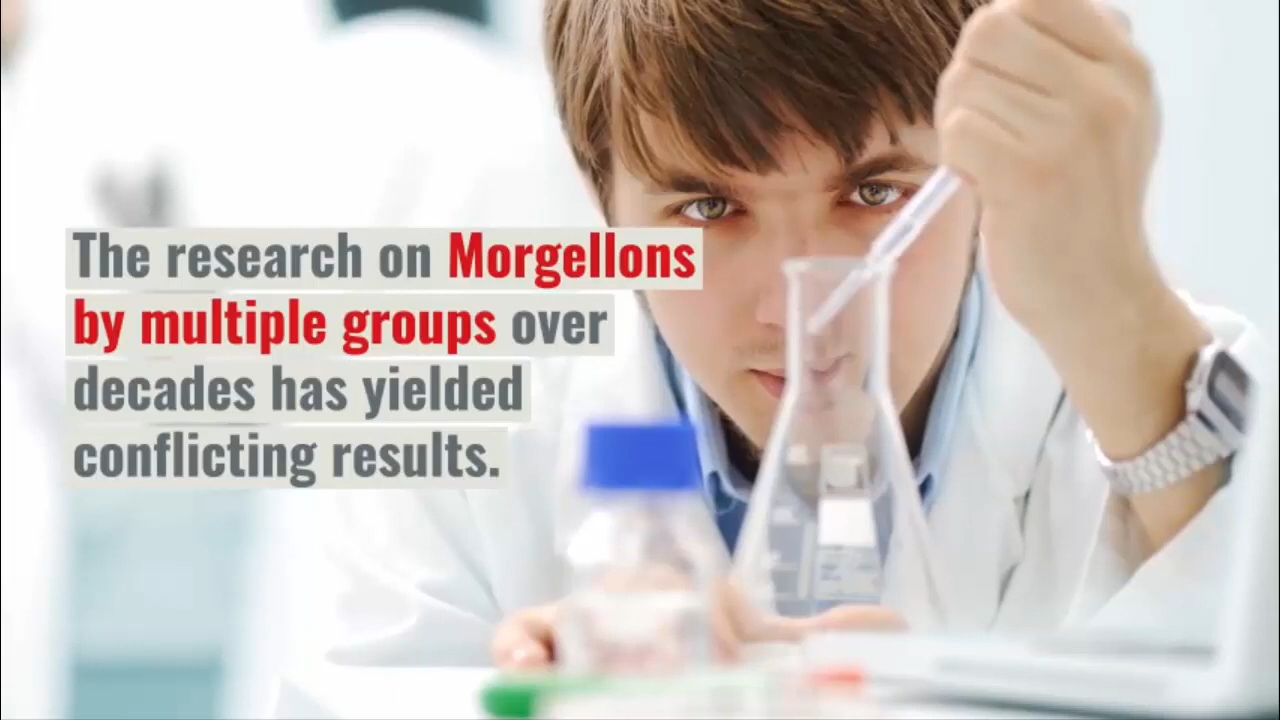 The research on Morgellons
by multiple groups over
decades has yielded
conflicting results.